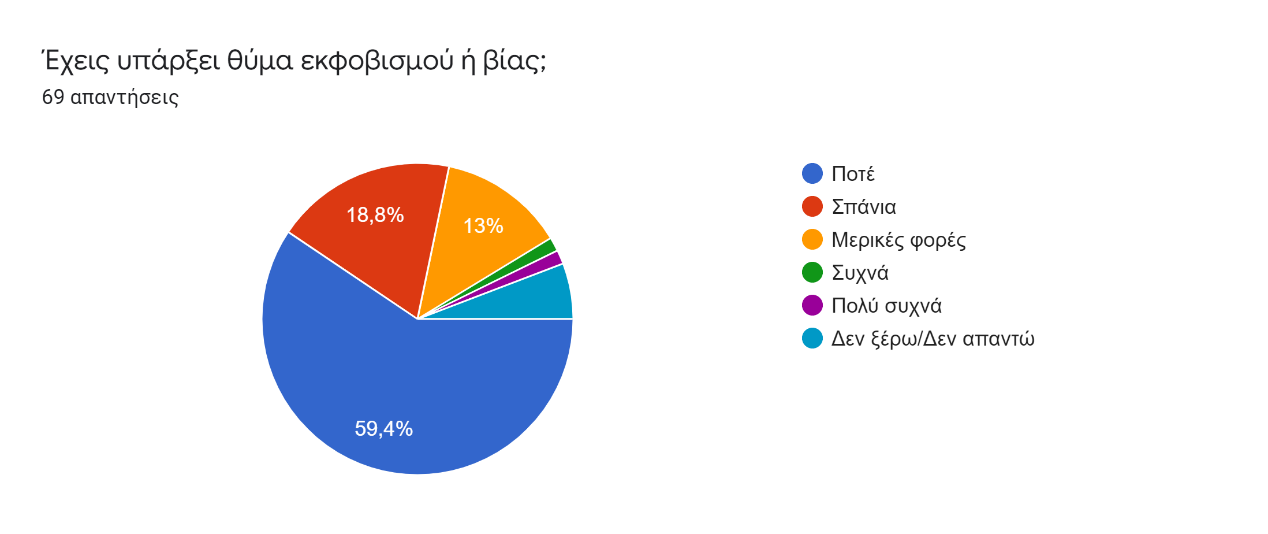 Έχεις υπάρξει θύμα εκφοβισμού ή βίας;
69 απαντήσεις
18,8%
13%
59,4%
Ποτέ
Σπάνια
Μερικές φορές
Συχνά
Πολύ συχνά
Δεν ξέρω/Δεν απαντώ